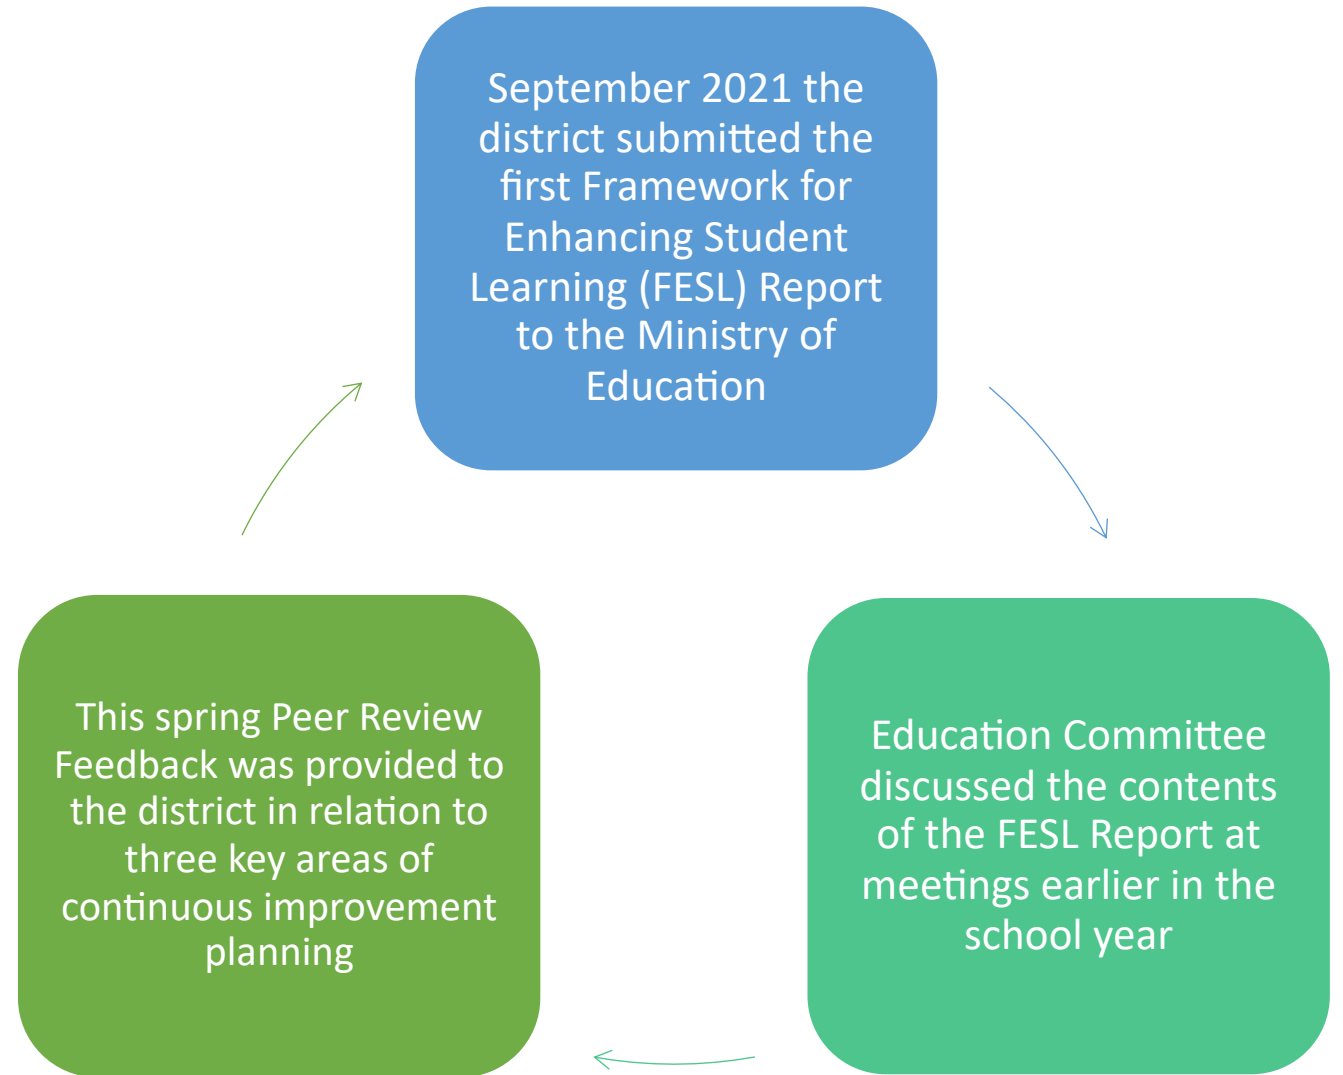 September 2021 the
district submitted the
first Framework for
Enhancing Student
Learning (FESL) Report
to the Ministry of
Education
Education Committee
discussed the contents
of the FESL Report at
meetings earlier in the
school year
This spring Peer Review
Feedback was provided to
the district in relation to
three key areas of
continuous improvement
planning